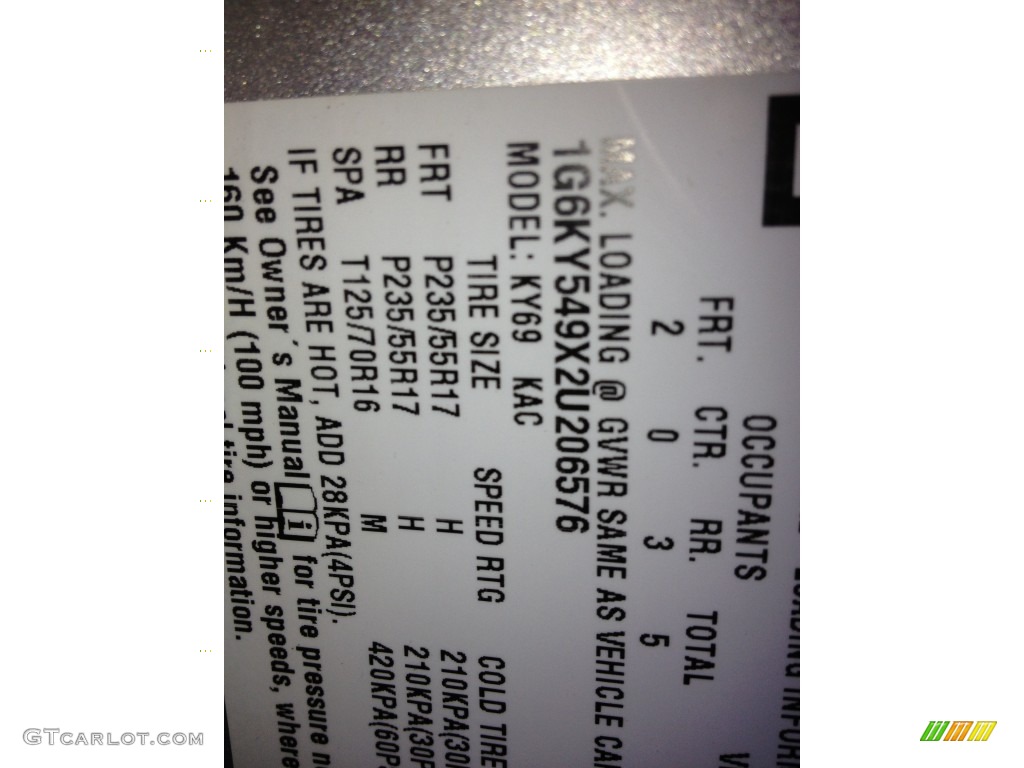 LOADING INFOR
OCCUPANTS
FRT. CTR. RR. TOTAL
2 0 3 5
MAX. LOADING @ GVWR SAME AS VEHICLE
1G6KY549X2U206576
MODEL: KY69 KAC
TIRE SIZE SPEED RTG COLD TIRE
FRT P235/55R17 H 210KPA(30
RR P235/55R17 H 210KPA(30
SPA T125/70R16 M 420KPA(60P
IF TIRES ARE HOT, ADD 28KPA(4PSI).
See Owner´s Manual i for tire pressure
160 Km/H (100 mph) or higher speeds, where
tire information.
GTCARLOT.COM